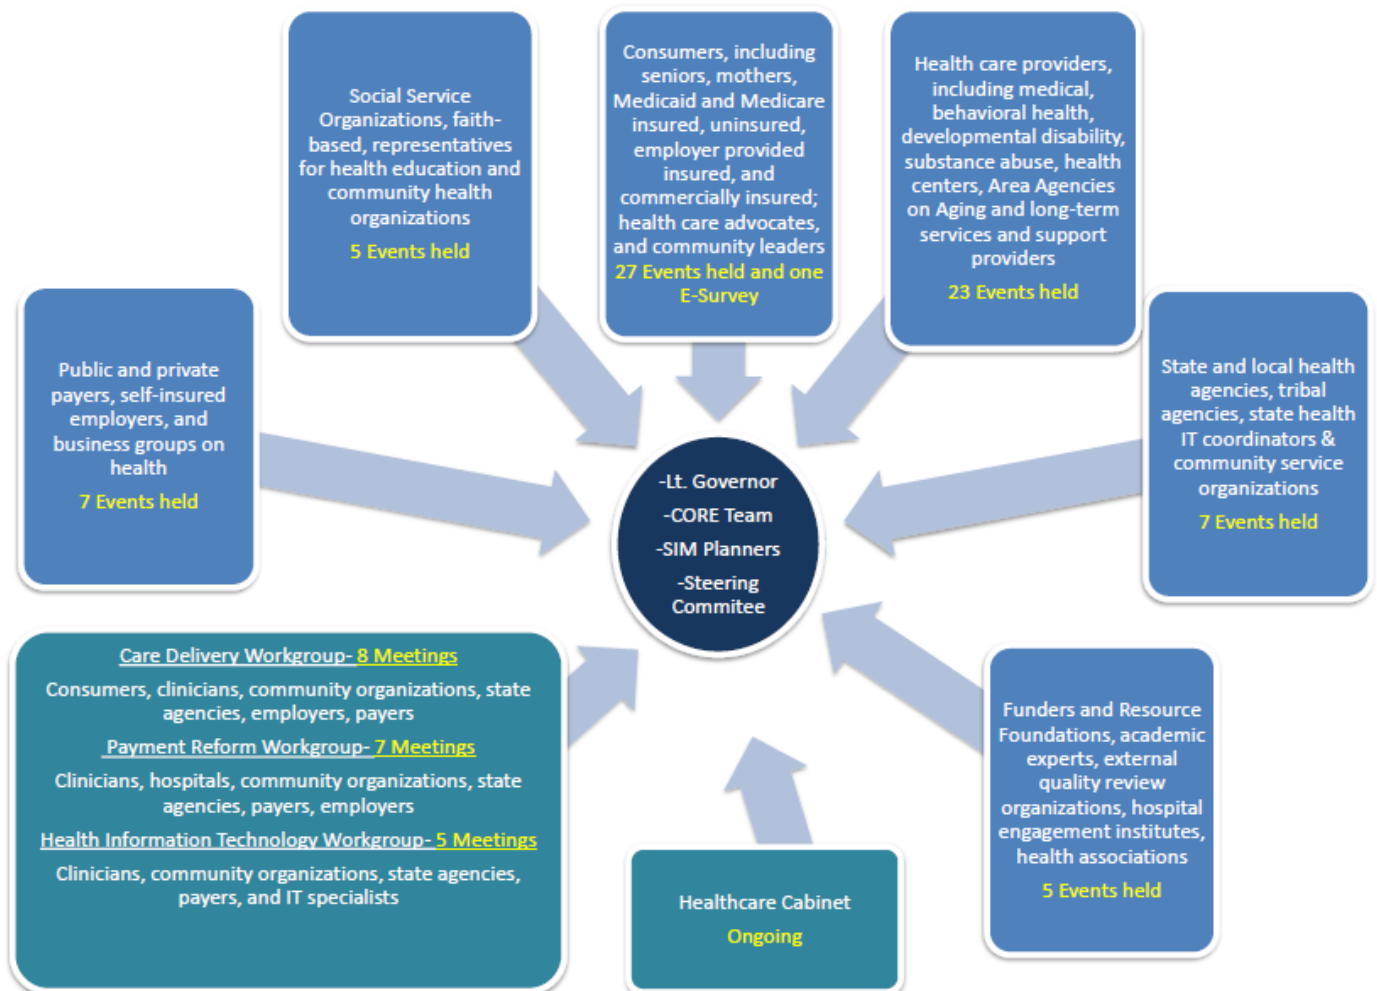 Social Service
Organizations, faith-
based, representatives
for health education and
community health
organizations
5 Events held
Consumers, including
seniors, mothers,
Medicaid and Medicare
insured, uninsured,
employer provided
insured, and
commercially insured;
health care advocates,
and community leaders
27 Events held and one
E-Survey
Health care providers,
including medical,
behavioral health,
developmental disability,
substance abuse, health
centers, Area Agencies
on Aging and long-term
services and support
providers
23 Events held
Public and private
payers, self-insured
employers, and
business groups on
health
7 Events held
State and local health
agencies, tribal
agencies, state health
IT coordinators &
community service
organizations
7 Events held
-Lt. Governor
-CORE Team
-SIM Planners
-Steering
Commitee
Care Delivery Workgroup- 8 Meetings
Consumers, clinicians, community organizations, state
agencies, employers, payers
Payment Reform Workgroup- 7 Meetings
Clinicians, hospitals, community organizations, state
agencies, payers, employers
Health Information Technology Workgroup- 5 Meetings
Clinicians, community organizations, state agencies,
payers, and IT specialists
Healthcare Cabinet
Ongoing
Funders and Resource
Foundations, academic
experts, external
quality review
organizations, hospital
engagement institutes,
health associations
5 Events held